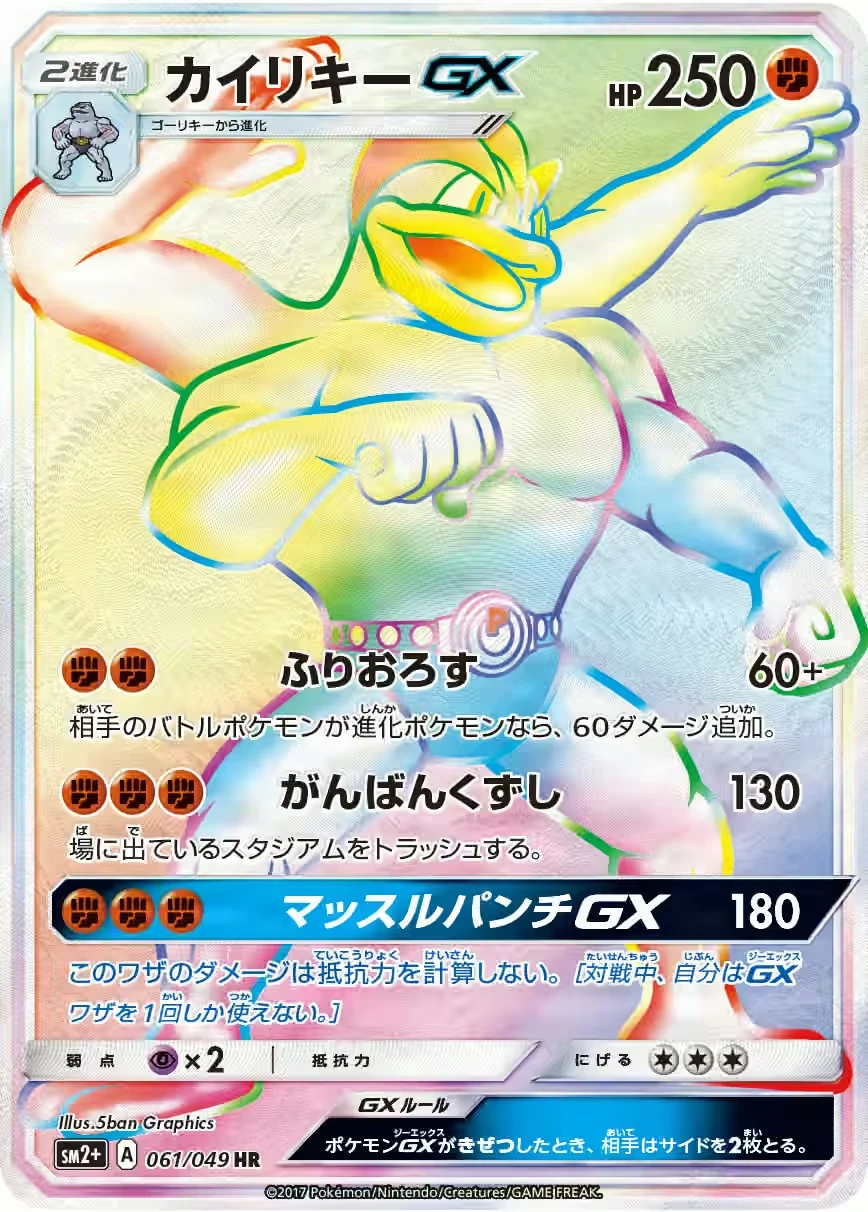 2進化
カイリキーGX
HP250
ゴーリキーから進化
P
ふりおろす 60+
相手のバトルポケモンが進化ポケモンなら、60ダメージ追加。
がんばんくずし 130
場に出ているスタジアムをトラッシュする。
マッスルパンチGX 180
このワザのダメージは抵抗力を計算しない。[対戦中、自分はGX
ワザを1回しか使えない。]
弱点 ×2 抵抗力 にげる
Illus.5ban Graphics
GXルール
ポケモンGXがきぜつしたとき、相手はサイドを2枚とる。
SM2+ A 061/049 HR
©2017 Pokémon/Nintendo/Creatures/GAME FREAK.